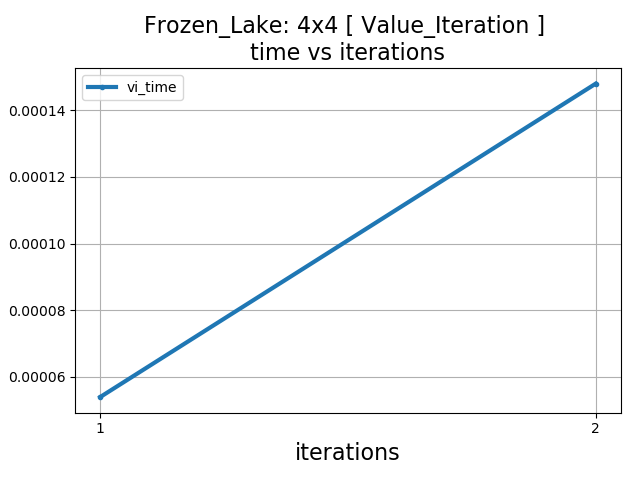 Frozen_Lake: 4x4 [ Value_Iteration ]
time vs iterations
vi_time
0.00014
0.00012
0.00010
0.00008
0.00006
1 2
iterations